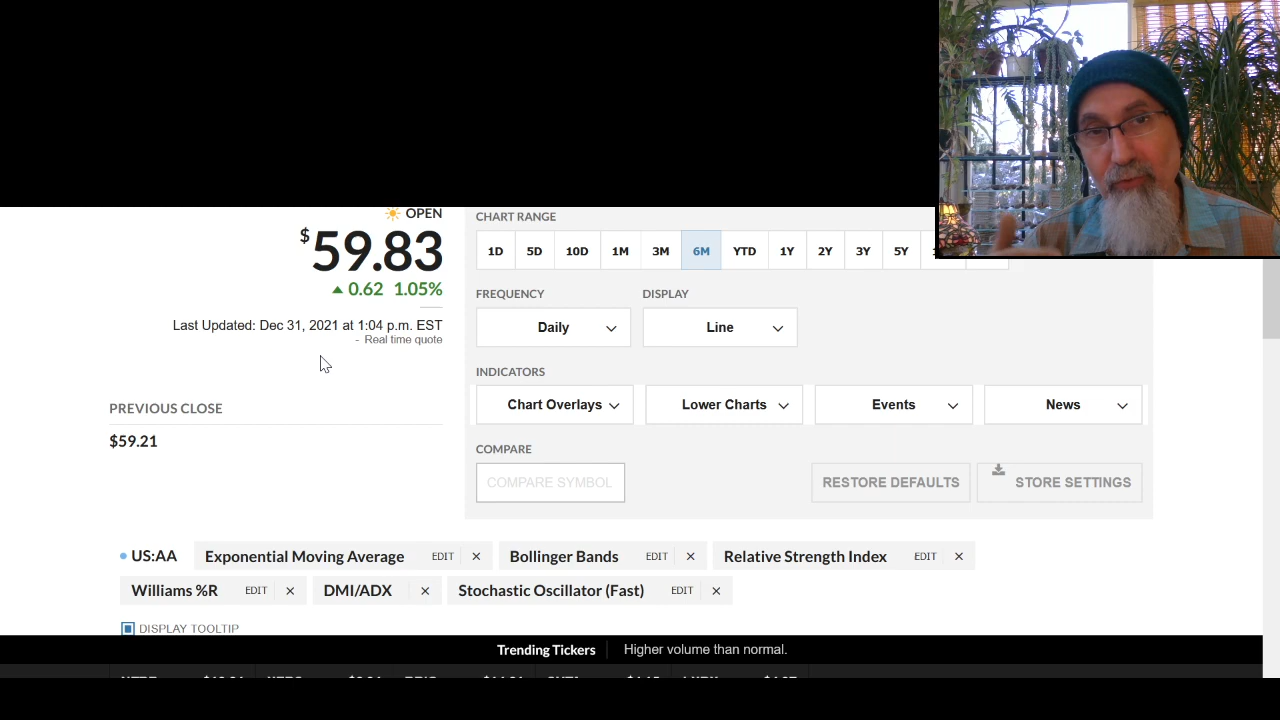 OPEN
$59.83
0.62 1.05%
Last Updated: Dec 31, 2021 at 1:04 p.m. EST
- Real time quote
PREVIOUS CLOSE
$59.21
CHART RANGE
1D 5D 10D 1M 3M 6M YTD 1Y 2Y 3Y 5Y
FREQUENCY DISPLAY
Daily Line
INDICATORS
Chart Overlays Lower Charts Events News
COMPARE
COMPARE SYMBOL RESTORE DEFAULTS STORE SETTINGS
US:AA Exponential Moving Average EDIT × Bollinger Bands EDIT × Relative Strength Index EDIT ×
Williams %R EDIT × DMI/ADX × Stochastic Oscillator (Fast) EDIT ×
DISPLAY TOOLTIP
Trending Tickers Higher volume than normal.